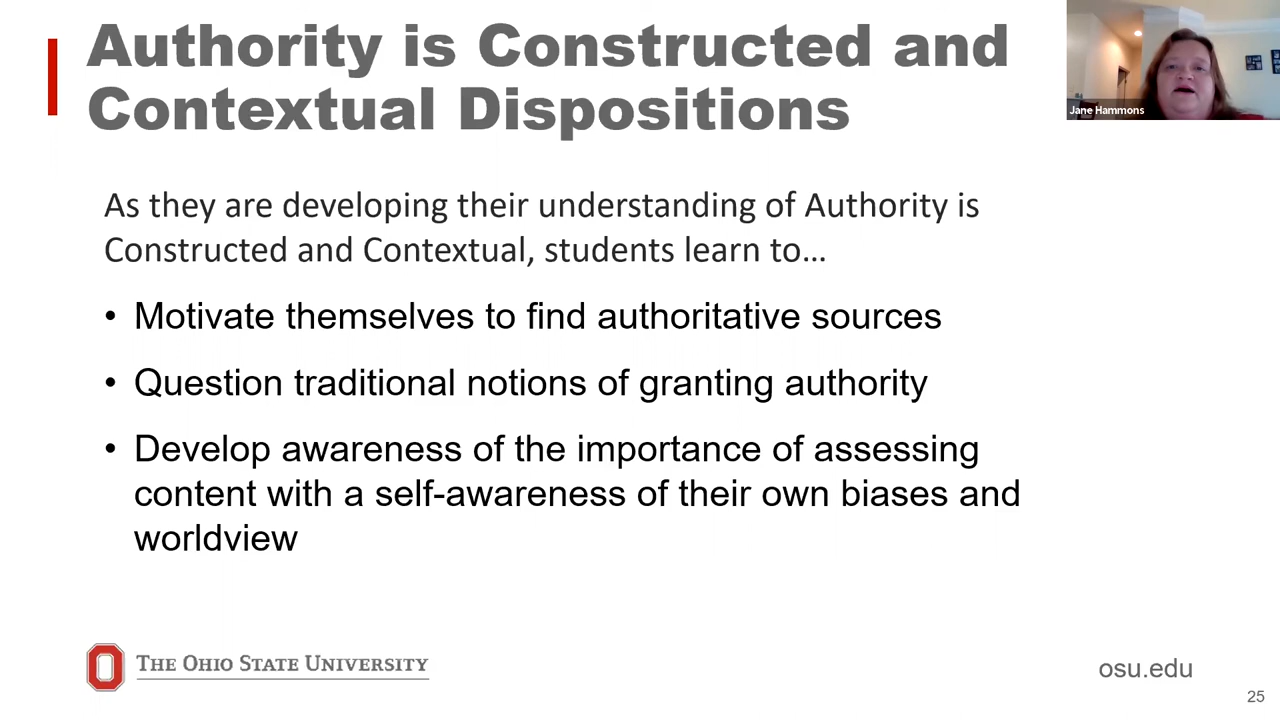 Authority is Constructed and
Contextual Dispositions
Jane Hammons
As they are developing their understanding of Authority is
Constructed and Contextual, students learn to…
• Motivate themselves to find authoritative sources
• Question traditional notions of granting authority
• Develop awareness of the importance of assessing
content with a self-awareness of their own biases and
worldview
THE OHIO STATE UNIVERSITY
osu.edu
25